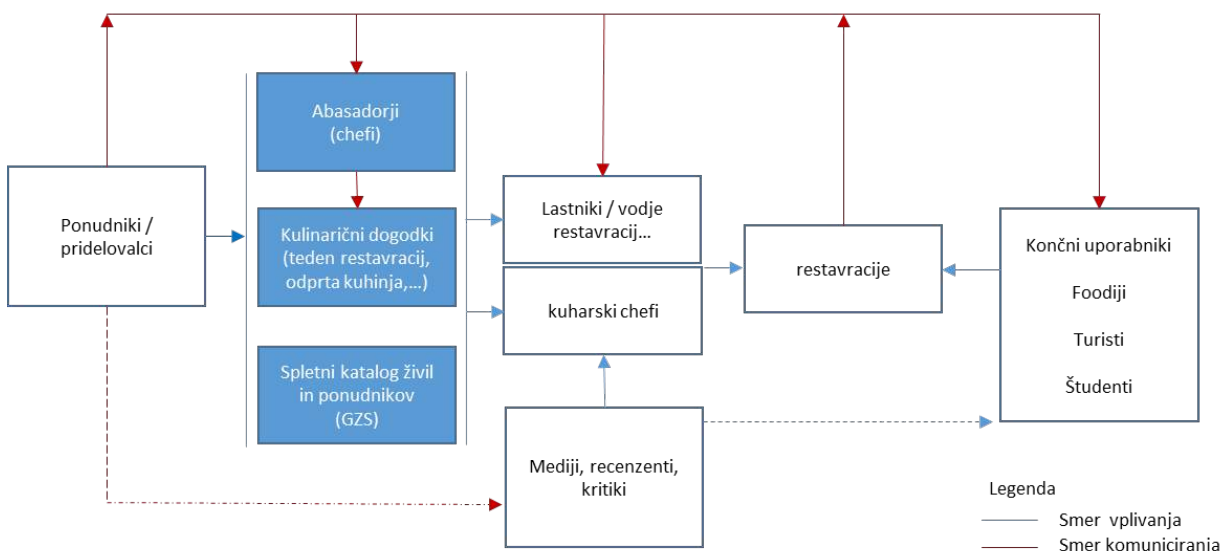 Abasadorji
(chefi)
Ponudniki /
pridelovalci
Kulinarični dogodki
(teden restavracij,
odprta kuhinja,...)
Spletni katalog živil
in ponudnikov
(GZS)
Lastniki / vodje
restavracij...
kuharski chefi
Mediji, recenzenti,
kritiki
restavracije
Končni uporabniki
Foodiji
Turisti
Študenti
Legenda
Smer vplivanja
Smer komuniciranja